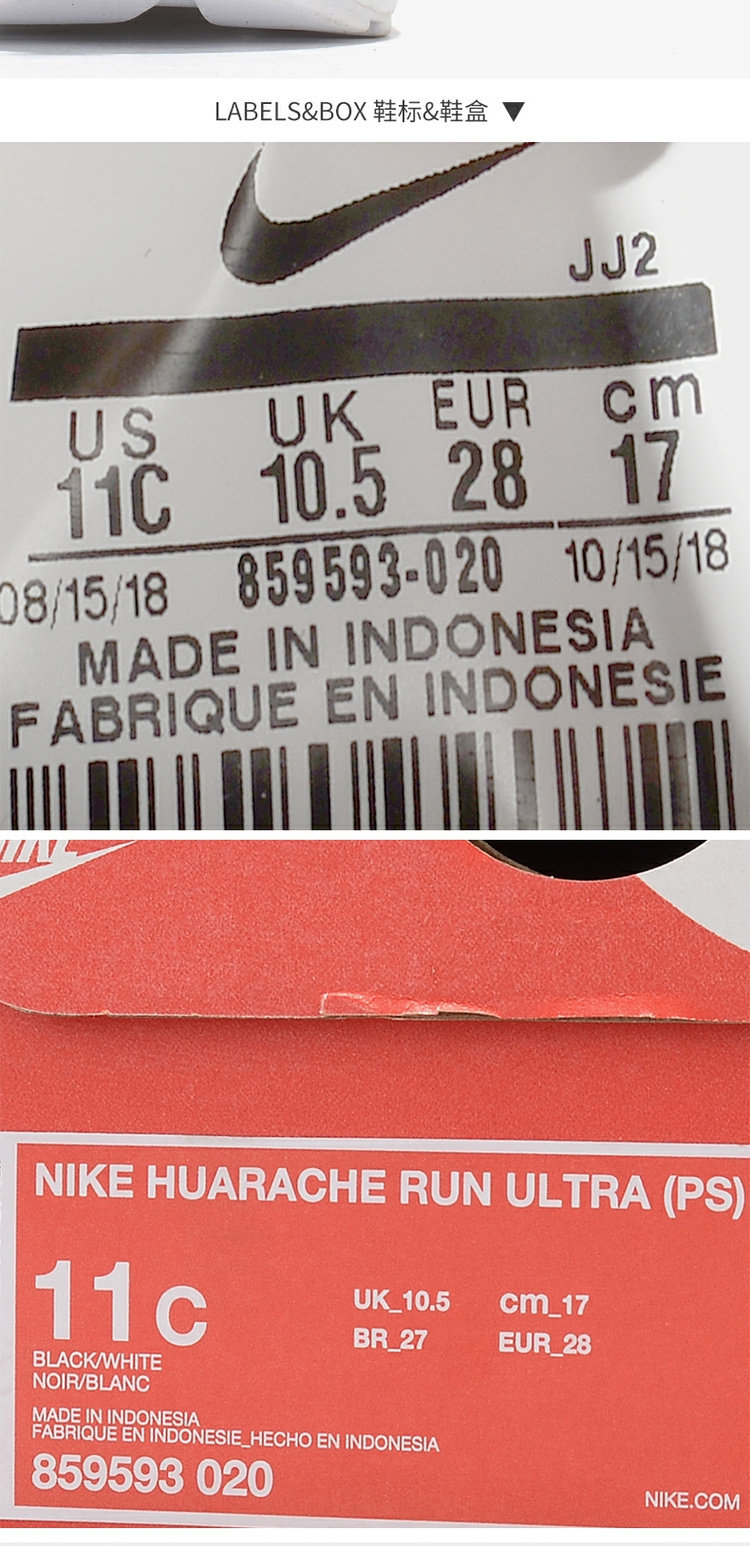 LABELS&BOX 鞋标&鞋盒 ▼
JJ2
US UK EUR cm
11C 10.5 28 17
08/15/18 859593-020 10/15/18
MADE IN INDONESIA
FABRIQUE EN INDONESIE
NIKE
NIKE HUARACHE RUN ULTRA (PS)
11C
UK_10.5 cm_17
BR_27 EUR_28
BLACK/WHITE
NOIR/BLANC
MADE IN INDONESIA
FABRIQUE EN INDONESIE_HECHO EN INDONESIA
859593 020
NIKE.COM